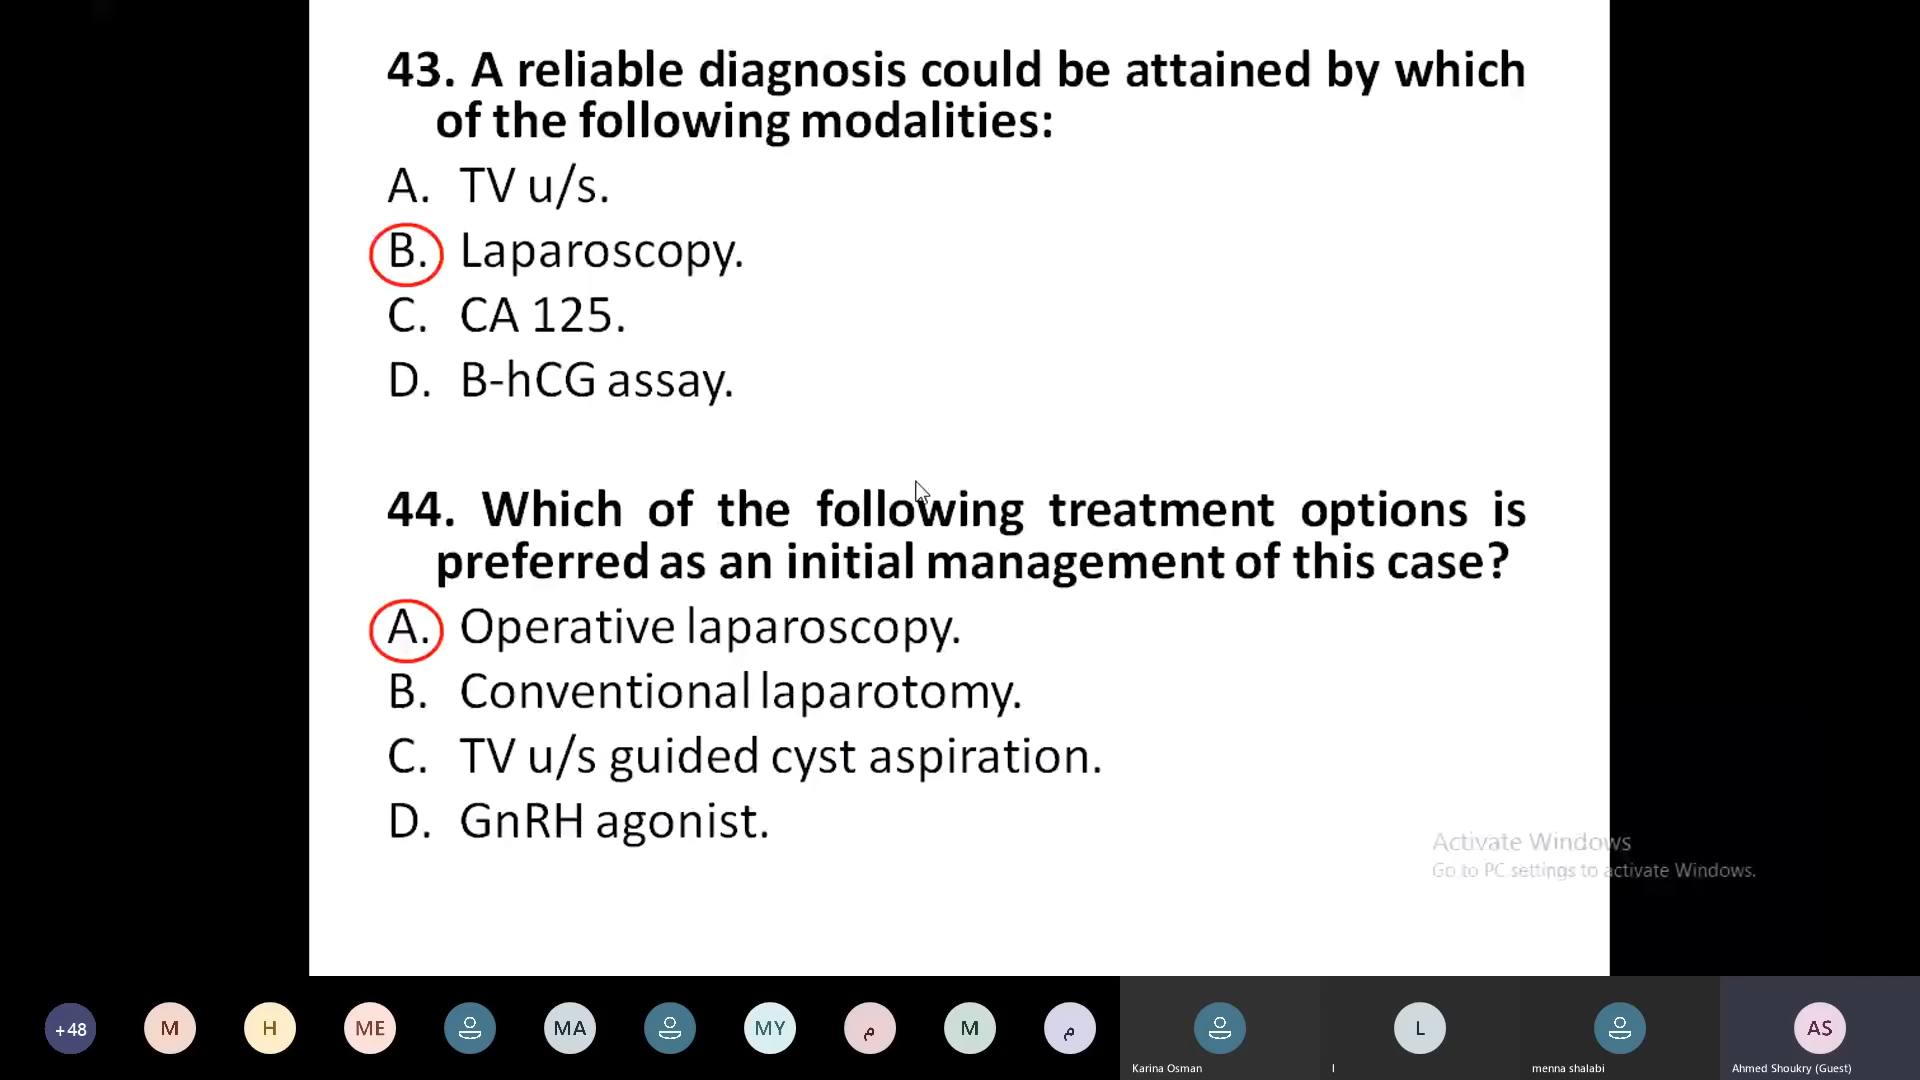 43. A reliable diagnosis could be attained by which
of the following modalities:
A. TV u/s.
B. Laparoscopy.
C. CA 125.
D. B-hCG assay.
44. Which of the following treatment options is
preferred as an initial management of this case?
A. Operative laparoscopy.
B. Conventional laparotomy.
C. TV u/s guided cyst aspiration.
D. GnRH agonist.
Activate Windows
Go to PC settings to activate Windows.
+48
M
H
ME
MA
MY
م
M
م
L
AS
Karina Osman
l
menna shalabi
Ahmed Shoukry (Guest)